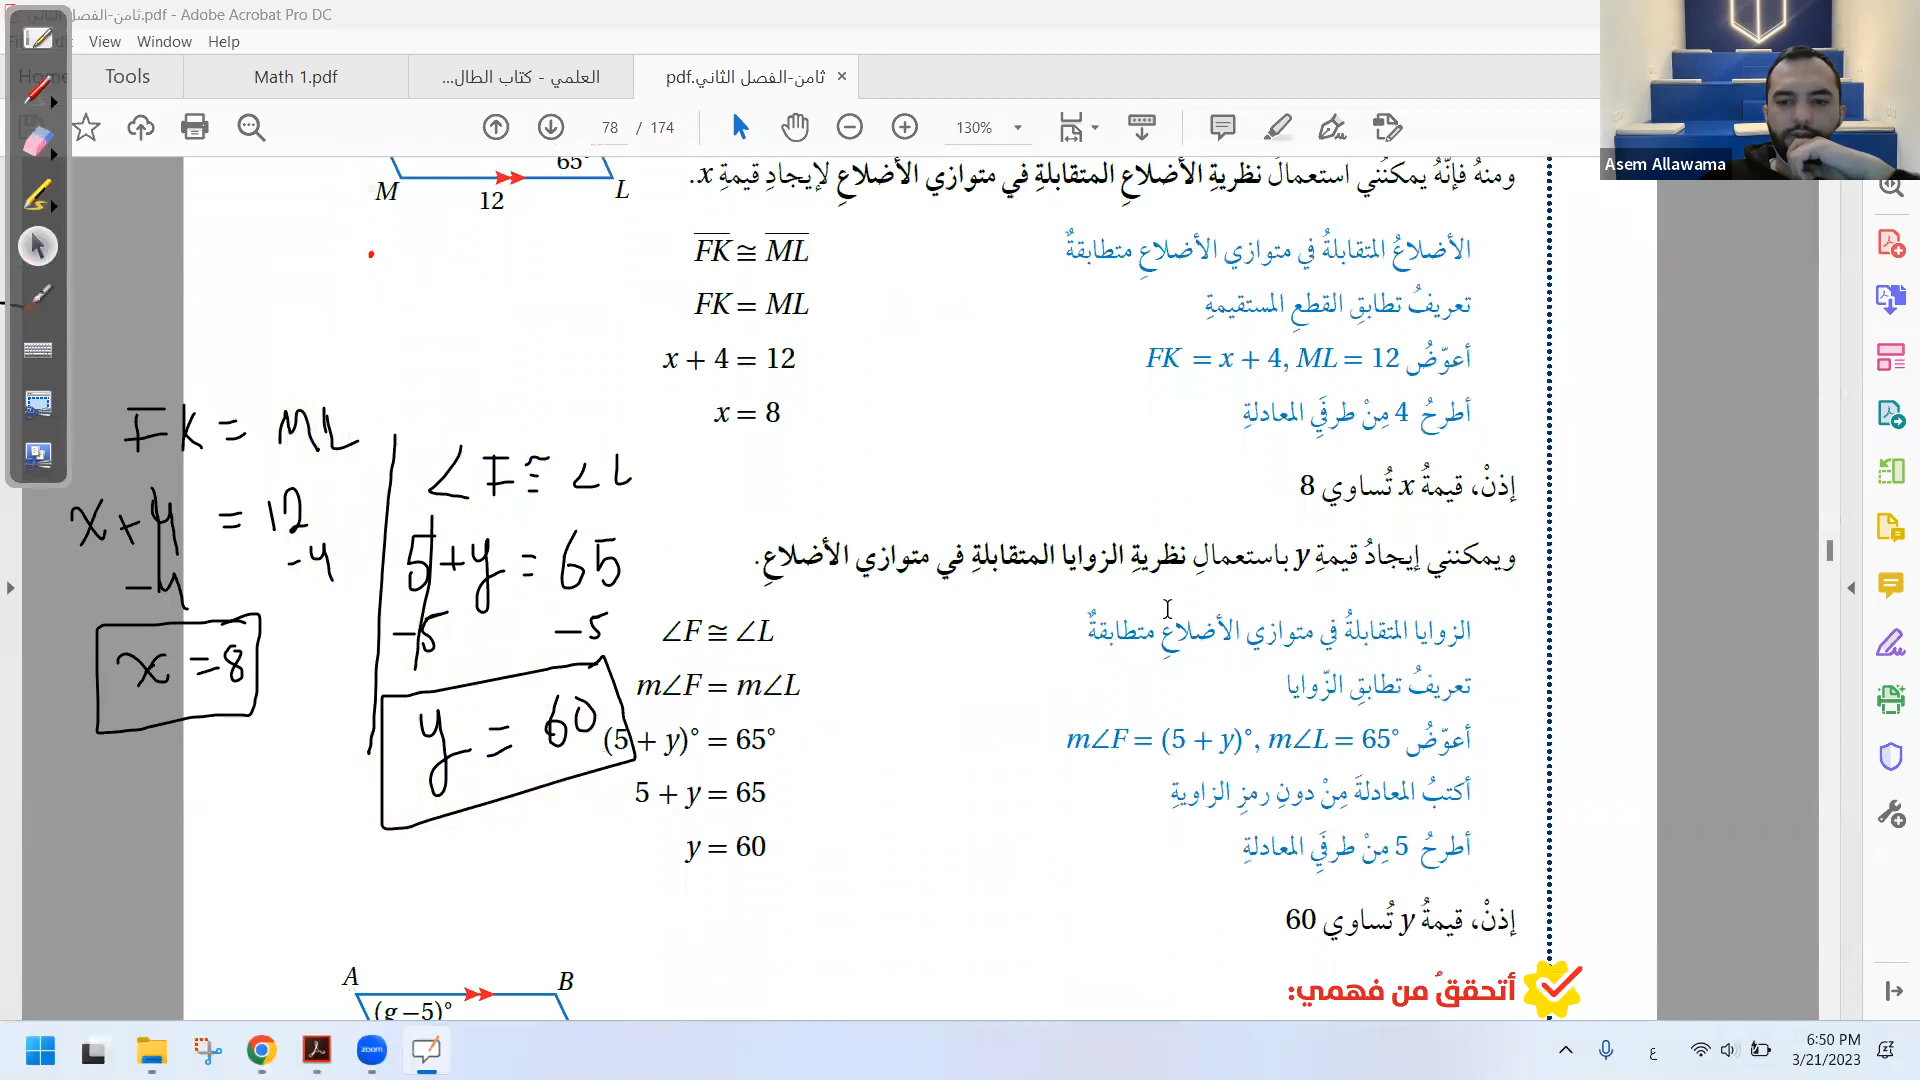 ثامن-الفصل الثاني.pdf - Adobe Acrobat Pro DC
View Window Help
Home Tools Math 1.pdf العلمي - كتاب الطال... ثامن-الفصل الثاني.pdf ×
78 / 174 130%
Asem Allawama
65°
M 12 L
ومنهُ فإنّهُ يمكنُني استعمالُ نظريةِ الأضلاعِ المتقابلةِ في متوازي الأضلاعِ لإيجادِ قيمةِ x.
FK ≅ ML الأضلاعُ المتقابلةُ في متوازي الأضلاعِ متطابقةٌ
FK = ML تعريفُ تطابقِ القطعِ المستقيمةِ
x + 4 = 12 أعوّضُ FK = x + 4, ML = 12
x = 8 أطرحُ 4 مِنْ طرفَيِ المعادلةِ
إذنْ، قيمةُ x تُساوي 8
ويمكنني إيجادُ قيمةِ y باستعمالِ نظريةِ الزوايا المتقابلةِ في متوازي الأضلاعِ.
∠F ≅ ∠L الزوايا المتقابلةُ في متوازي الأضلاعِ متطابقةٌ
m∠F = m∠L تعريفُ تطابقِ الزّوايا
(5 + y)° = 65° أعوّضُ m∠F = (5 + y)°, m∠L = 65°
5 + y = 65 أكتبُ المعادلةَ مِنْ دونِ رمزِ الزاويةِ
y = 60 أطرحُ 5 مِنْ طرفَيِ المعادلةِ
إذنْ، قيمةُ y تُساوي 60
أتحققُ من فهمي:
A B
(g – 5)°
FK = ML
x + 4 = 12
-4 -4
x = 8
∠F ≅ ∠L
5 + y = 65
-5 -5
y = 60
ع
6:50 PM
3/21/2023